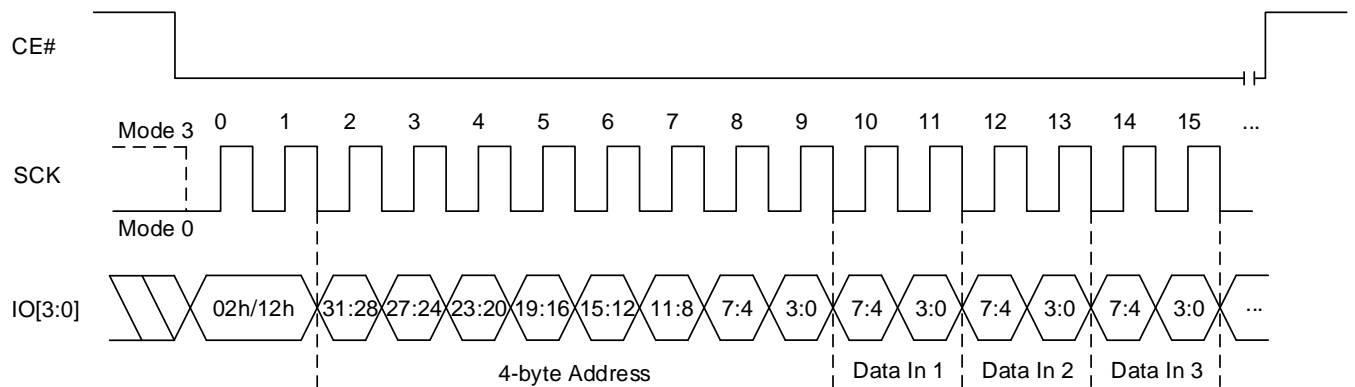 CE#
Mode 3 0 1 2 3 4 5 6 7 8 9 10 11 12 13 14 15 ...
SCK
Mode 0
IO[3:0] 02h/12h 31:28 27:24 23:20 19:16 15:12 11:8 7:4 3:0 7:4 3:0 7:4 3:0 7:4 3:0 ...
4-byte Address Data In 1 Data In 2 Data In 3